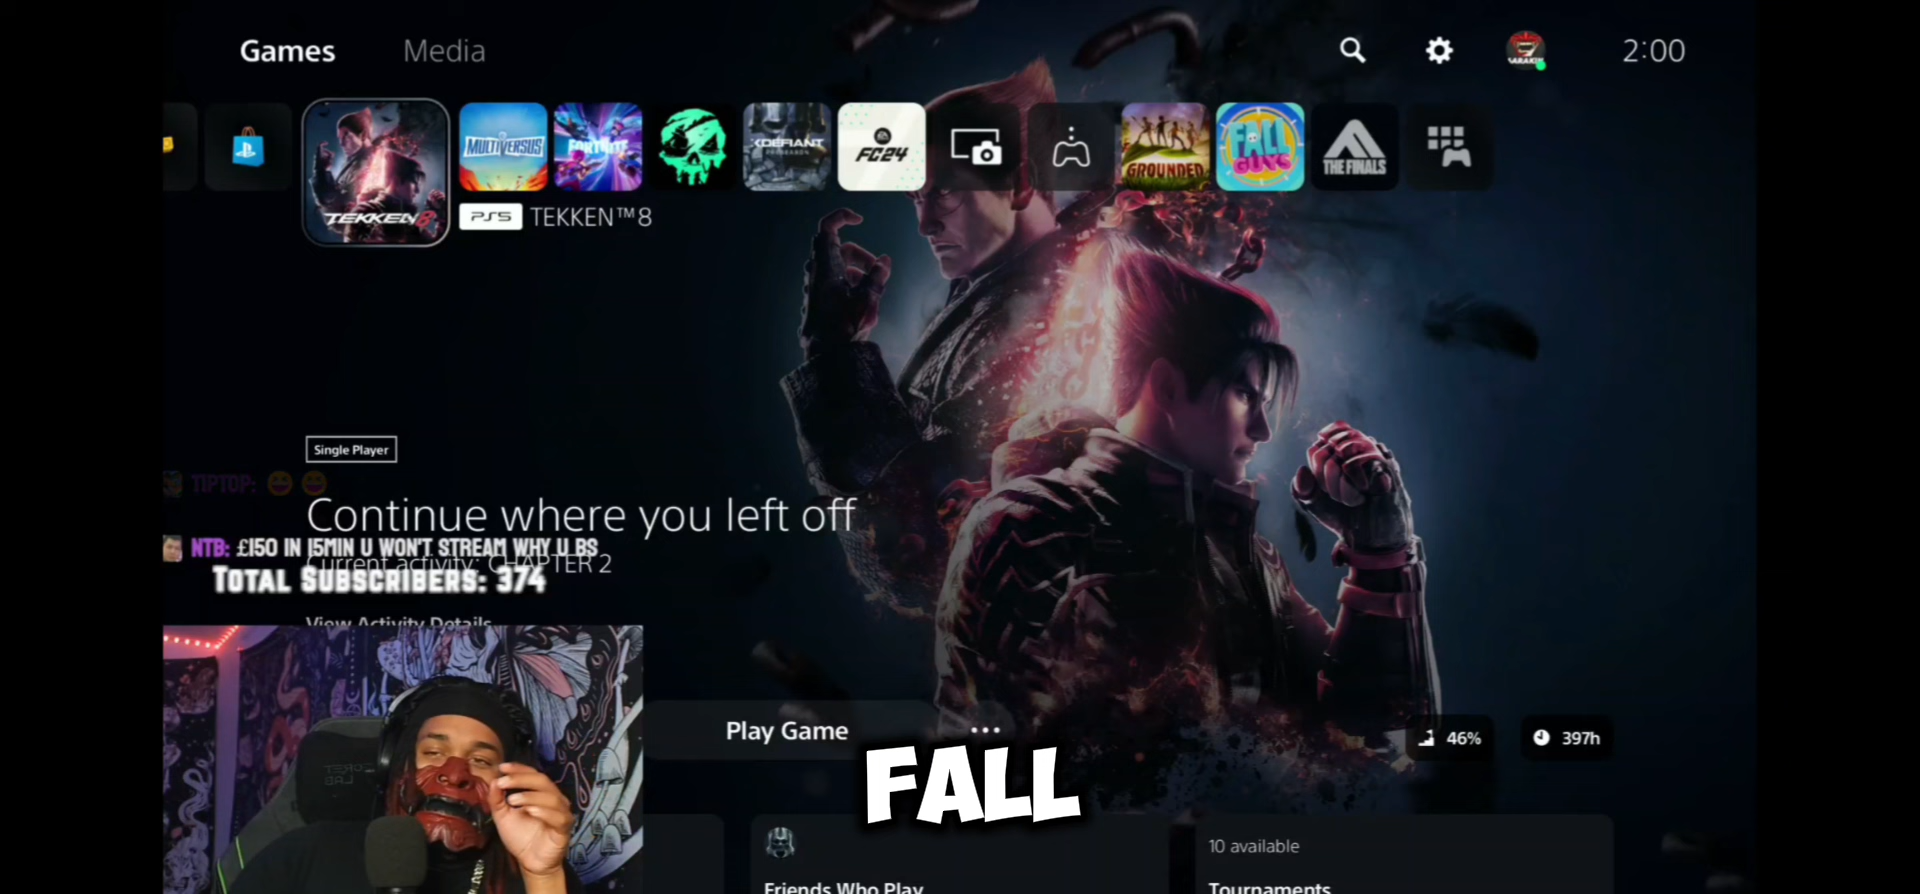 Games Media 2:00
TEKKEN 8 MULTIVERSUS FORTNITE XDEFIANT EA SPORTS FC24 GROUNDED FALL GUYS THE FINALS
PS5 TEKKEN™8
Single Player
TIPTOP: 😆 😆
Continue where you left off
NTB: £150 IN 15MIN U WON'T STREAM WHY U BS
Current activity: CHAPTER 2
TOTAL SUBSCRIBERS: 374
View Activity Details
Play Game ••• 46% 397h
FALL
10 available
Friends Who Play Tournaments